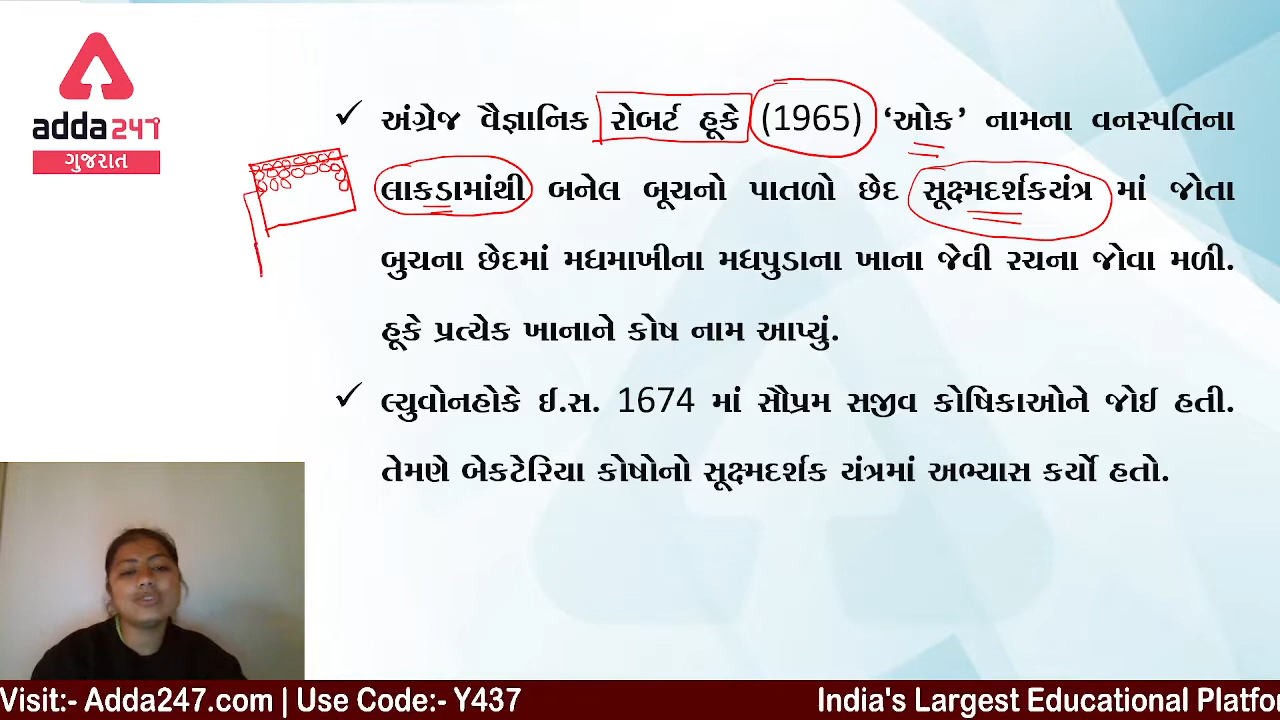 adda247
ગુજરાત
✓ અંગ્રેજ વૈજ્ઞાનિક રોબર્ટ હૂકે (1965) ‘ઓક’ નામના વનસ્પતિના
લાકડામાંથી બનેલ બૂચનો પાતળો છેદ સૂક્ષ્મદર્શકયંત્ર માં જોતા
બુચના છેદમાં મધમાખીના મધપુડાના ખાના જેવી રચના જોવા મળી.
હૂકે પ્રત્યેક ખાનાને કોષ નામ આપ્યું.
✓ લ્યુવોનહોકે ઈ.સ. 1674 માં સૌપ્રમ સજીવ કોષિકાઓને જોઈ હતી.
તેમણે બેકટેરિયા કોષોનો સૂક્ષ્મદર્શક યંત્રમાં અભ્યાસ કર્યો હતો.
Visit:- Adda247.com | Use Code:- Y437 India's Largest Educational Platfo